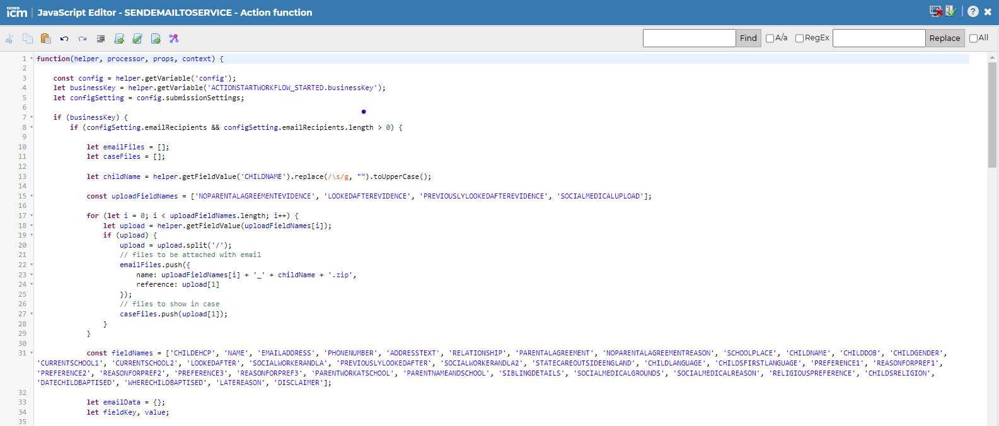 GOSS
icm | JavaScript Editor - SENDEMAILTOSERVICE - Action function
Find A/a RegEx Replace All
1 function(helper, processor, props, context) {
2
3 const config = helper.getVariable('config');
4 let businessKey = helper.getVariable('ACTIONSTARTWORKFLOW_STARTED.businessKey');
5 let configSetting = config.submissionSettings;
6
7 if (businessKey) {
8 if (configSetting.emailRecipients && configSetting.emailRecipients.length > 0) {
9
10 let emailFiles = [];
11 let caseFiles = [];
12
13 let childName = helper.getFieldValue('CHILDNAME').replace(/\s/g, "").toUpperCase();
14
15 const uploadFieldNames = ['NOPARENTALAGREEMENTEVIDENCE', 'LOOKEDAFTEREVIDENCE', 'PREVIOUSLYLOOKEDAFTEREVIDENCE', 'SOCIALMEDICALUPLOAD'];
16
17 for (let i = 0; i < uploadFieldNames.length; i++) {
18 let upload = helper.getFieldValue(uploadFieldNames[i]);
19 if (upload) {
20 upload = upload.split('/');
21 // files to be attached with email
22 emailFiles.push({
23 name: uploadFieldNames[i] + '_' + childName + '.zip',
24 reference: upload[1]
25 });
26 // files to show in case
27 caseFiles.push(upload[1]);
28 }
29 }
30
31 const fieldNames = ['CHILDEHCP', 'NAME', 'EMAILADDRESS', 'PHONENUMBER', 'ADDRESSTEXT', 'RELATIONSHIP', 'PARENTALAGREEMENT', 'NOPARENTALAGREEMENTREASON', 'SCHOOLPLACE', 'CHILDNAME', 'CHILDDOB', 'CHILDGENDER',
'CURRENTSCHOOL1', 'CURRENTSCHOOL2', 'LOOKEDAFTER', 'SOCIALWORKERANDLA', 'PREVIOUSLYLOOKEDAFTER', 'SOCIALWORKERANDLA2', 'STATECAREOUTSIDEENGLAND', 'CHILDLANGUAGE', 'CHILDSFIRSTLANGUAGE', 'PREFERENCE1', 'REASONFORPREF1',
'PREFERENCE2', 'REASONFORPREF2', 'PREFERENCE3', 'REASONFORPREF3', 'PARENTWORKATSCHOOL', 'PARENTNAMEANDSCHOOL', 'SIBLINGDETAILS', 'SOCIALMEDICALGROUNDS', 'SOCIALMEDICALREASON', 'RELIGIOUSPREFERENCE', 'CHILDSRELIGION',
'DATECHILDBAPTISED', 'WHERECHILDBAPTISED', 'LATEREASON', 'DISCLAIMER'];
32
33 let emailData = {};
34 let fieldKey, value;
35